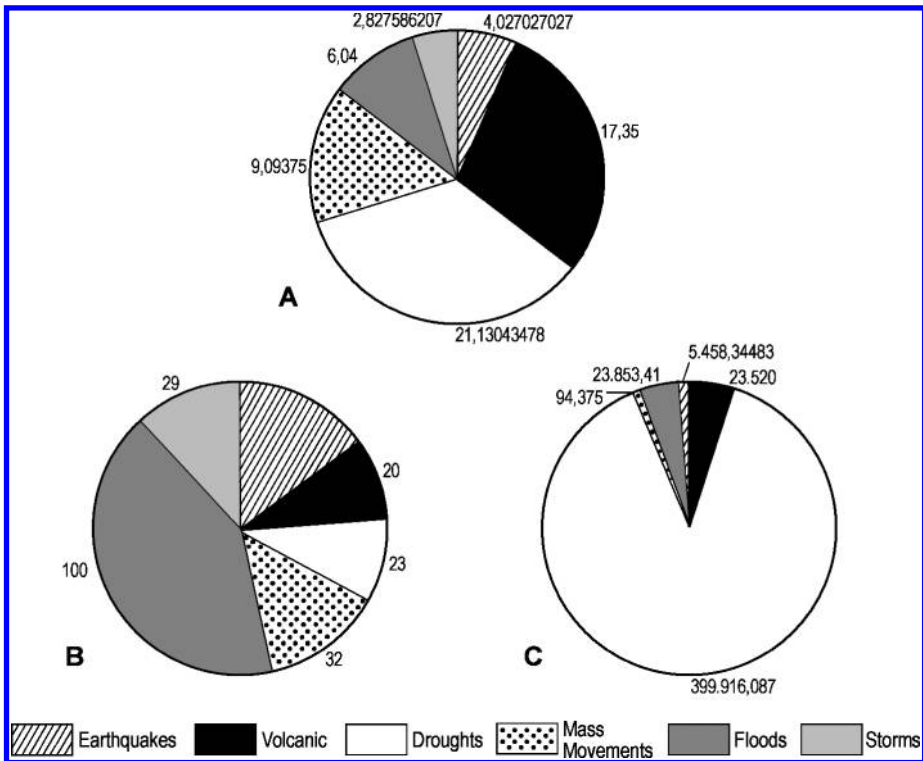 2,827586207
4,027027027
6,04
17,35
9,09375
A
21,13043478
29
20
100
23
B
32
5.458,34483
23.853,41
23.520
94,375
C
399.916,087
Earthquakes
Volcanic
Droughts
Mass
Movements
Floods
Storms